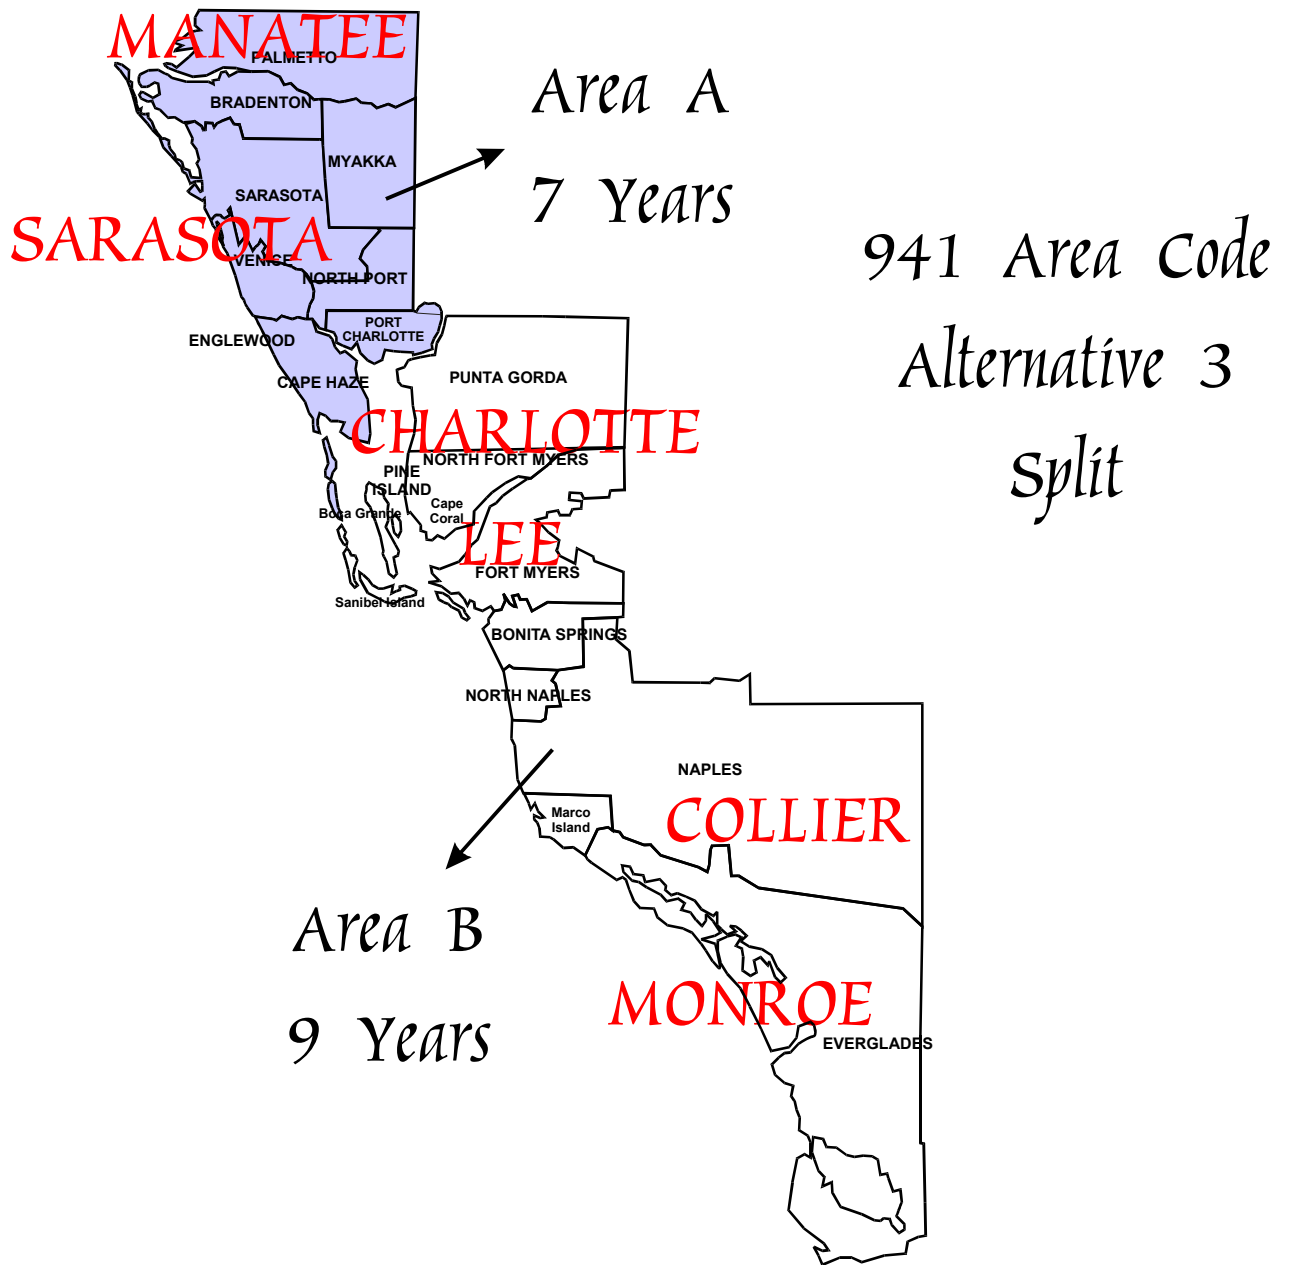 MANATEE
PALMETTO
BRADENTON
MYAKKA
SARASOTA
SARASOTA
VENICE
NORTH PORT
PORT
CHARLOTTE
ENGLEWOOD
CAPE HAZE
PUNTA GORDA
CHARLOTTE
NORTH FORT MYERS
PINE
ISLAND
Cape
Coral
Boca Grande
LEE
FORT MYERS
Sanibel Island
BONITA SPRINGS
NORTH NAPLES
NAPLES
Marco
Island
COLLIER
MONROE
EVERGLADES
Area A
7 Years
941 Area Code
Alternative 3
Split
Area B
9 Years